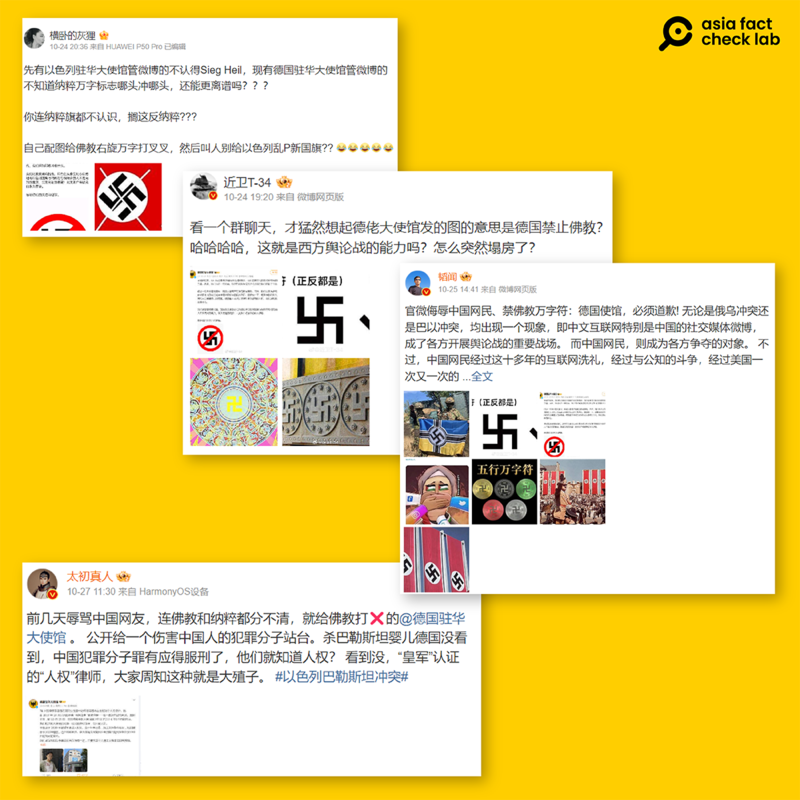 asia fact
check lab
横卧的灰狸
10-24 20:36 来自 HUAWEI P50 Pro 已编辑
先有以色列驻华大使馆管微博的不认得Sieg Heil，现有德国驻华大使馆管微博的
不知道纳粹万字标志哪头冲哪头，还能更离谱吗？？？
你连纳粹旗都不认识，搁这反纳粹???
自己配图给佛教右旋万字打叉叉，然后叫人别给以色列乱P新国旗?? 😂😂😂😂😂
近卫T-34
10-24 19:20 来自 微博网页版
看一个群聊天，才猛然想起德佬大使馆发的图的意思是德国禁止佛教？
哈哈哈哈，这就是西方舆论战的能力吗？怎么突然塌房了？
（正反都是）
韬闻
10-25 14:41 来自 微博网页版
官微侮辱中国网民、禁佛教万字符：德国使馆，必须道歉! 无论是俄乌冲突还
是巴以冲突，均出现一个现象，即中文互联网特别是中国的社交媒体微博，
成了各方开展舆论战的重要战场。 而中国网民，则成为各方争夺的对象。 不
过，中国网民经过这十多年的互联网洗礼，经过与公知的斗争，经过美国一
次又一次的 ...全文
（正反都是）
五行万字符
太初真人
10-27 11:30 来自 HarmonyOS设备
前几天辱骂中国网友，连佛教和纳粹都分不清，就给佛教打❌的@德国驻华
大使馆 。 公开给一个伤害中国人的犯罪分子站台。杀巴勒斯坦婴儿德国没看
到，中国犯罪分子罪有应得服刑了，他们就知道人权？ 看到没，“皇军”认证
的“人权”律师，大家周知这种就是大殖子。 #以色列巴勒斯坦冲突#